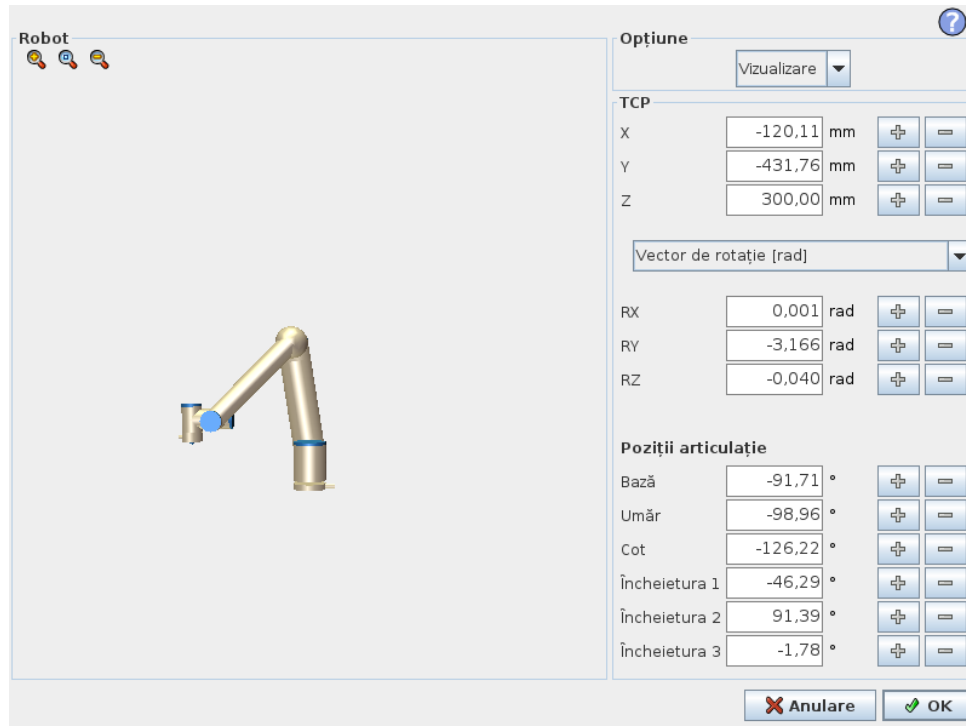 Robot
Opțiune
Vizualizare
TCP
X -120,11 mm
Y -431,76 mm
Z 300,00 mm
Vector de rotație [rad]
RX 0,001 rad
RY -3,166 rad
RZ -0,040 rad
Poziții articulație
Bază -91,71 °
Umăr -98,96 °
Cot -126,22 °
Încheietura 1 -46,29 °
Încheietura 2 91,39 °
Încheietura 3 -1,78 °
Anulare OK